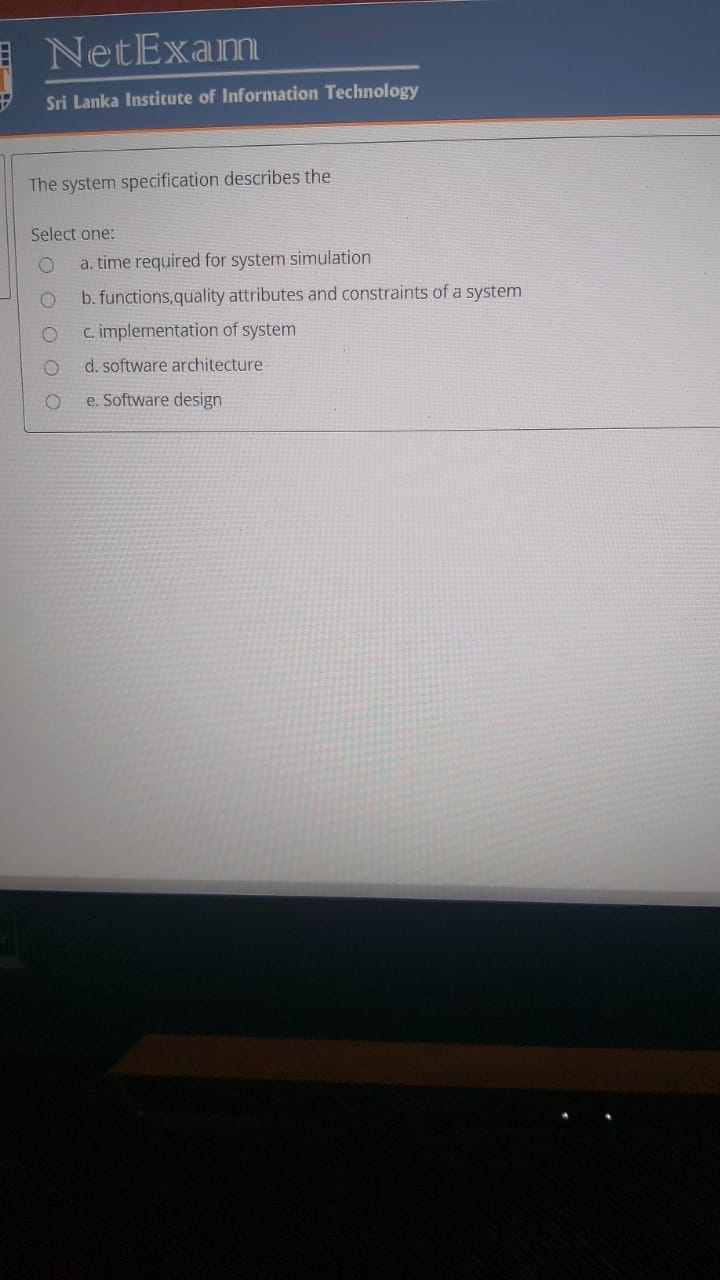 NetExam
Sri Lanka Institute of Information Technology
The system specification describes the
Select one:
a. time required for system simulation
b. functions,quality attributes and constraints of a system
c. implementation of system
d. software architecture
e. Software design